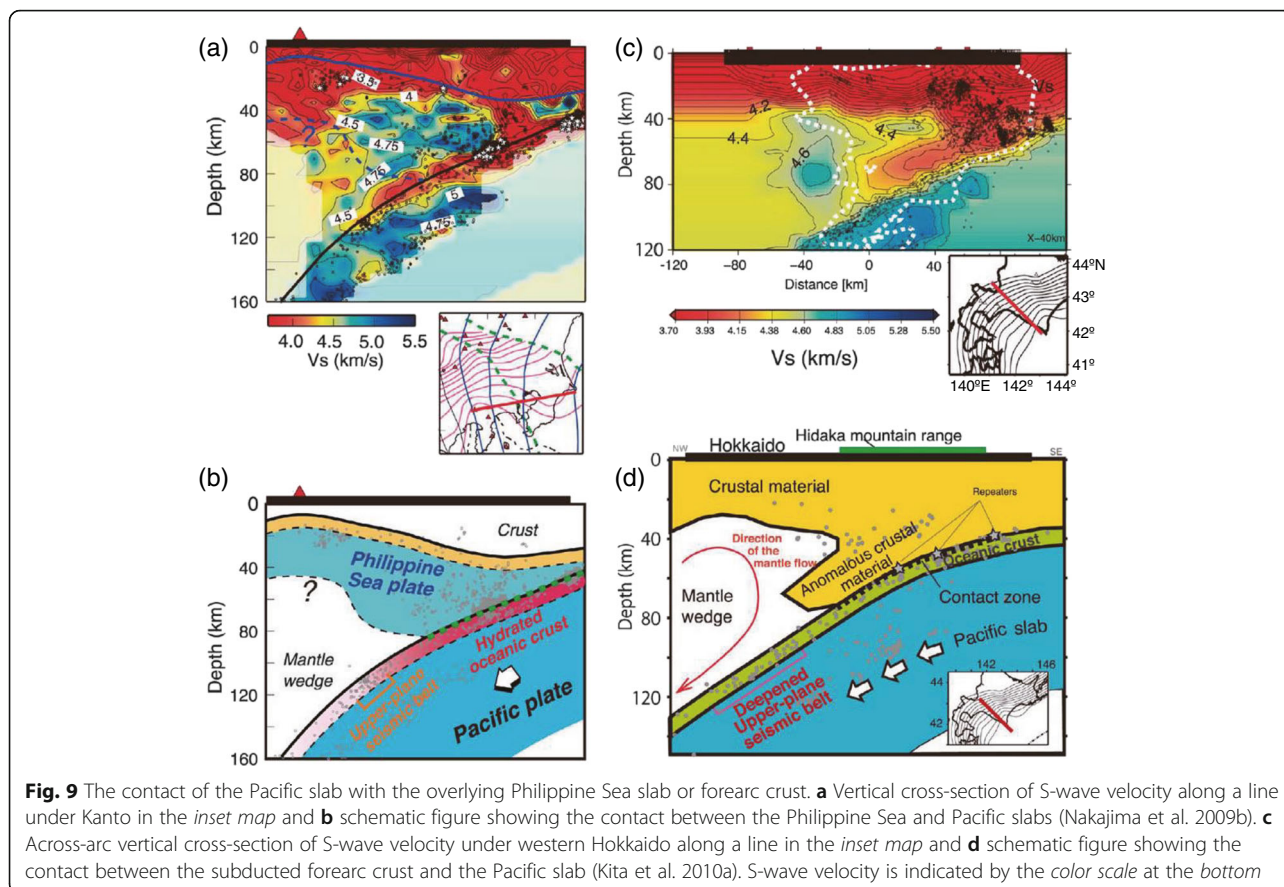 (a)
0
40
80
120
160
Depth (km)
3.5
4
4.5
4.75
4.75
4.5
5
4.75
?
4.0 4.5 5.0 5.5
Vs (km/s)
(c)
0
40
80
120
Depth (km)
Vs
4.2
4.4
4.4
4.6
X-40km
-120 -80 -40 0 40 80 120
Distance [km]
3.70 3.93 4.15 4.38 4.60 4.83 5.05 5.28 5.50
Vs (km/s)
44ºN
43º
42º
41º
140ºE 142º 144º
(b)
0
40
80
120
160
Depth (km)
Crust
Philippine
Sea plate
?
Mantle
wedge
Hydrated
oceanic crust
Upper-plane
seismic belt
Pacific plate
(d)
Hidaka mountain range
NW Hokkaido SE
0
40
80
120
Depth (km)
Crustal material
Repeaters
Direction
of the
mantle flow
Anomalous crustal
material
Oceanic crust
Mantle
wedge
Contact zone
Pacific slab
Deepened
Upper-plane
seismic belt
142 146
44
42
Fig. 9 The contact of the Pacific slab with the overlying Philippine Sea slab or forearc crust. a Vertical cross-section of S-wave velocity along a line
under Kanto in the inset map and b schematic figure showing the contact between the Philippine Sea and Pacific slabs (Nakajima et al. 2009b). c
Across-arc vertical cross-section of S-wave velocity under western Hokkaido along a line in the inset map and d schematic figure showing the
contact between the subducted forearc crust and the Pacific slab (Kita et al. 2010a). S-wave velocity is indicated by the color scale at the bottom